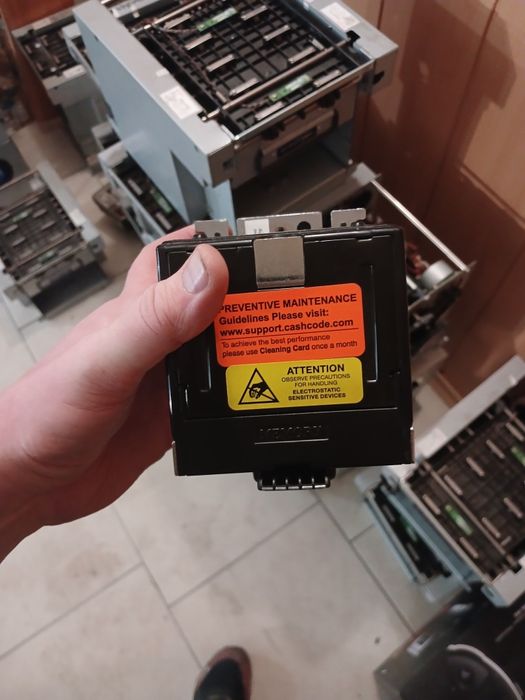 PREVENTIVE MAINTENANCE
Guidelines Please visit:
www.support.cashcode.com
To achieve the best performance
please use Cleaning Card once a month
ATTENTION
OBSERVE PRECAUTIONS
FOR HANDLING
ELECTROSTATIC
SENSITIVE DEVICES